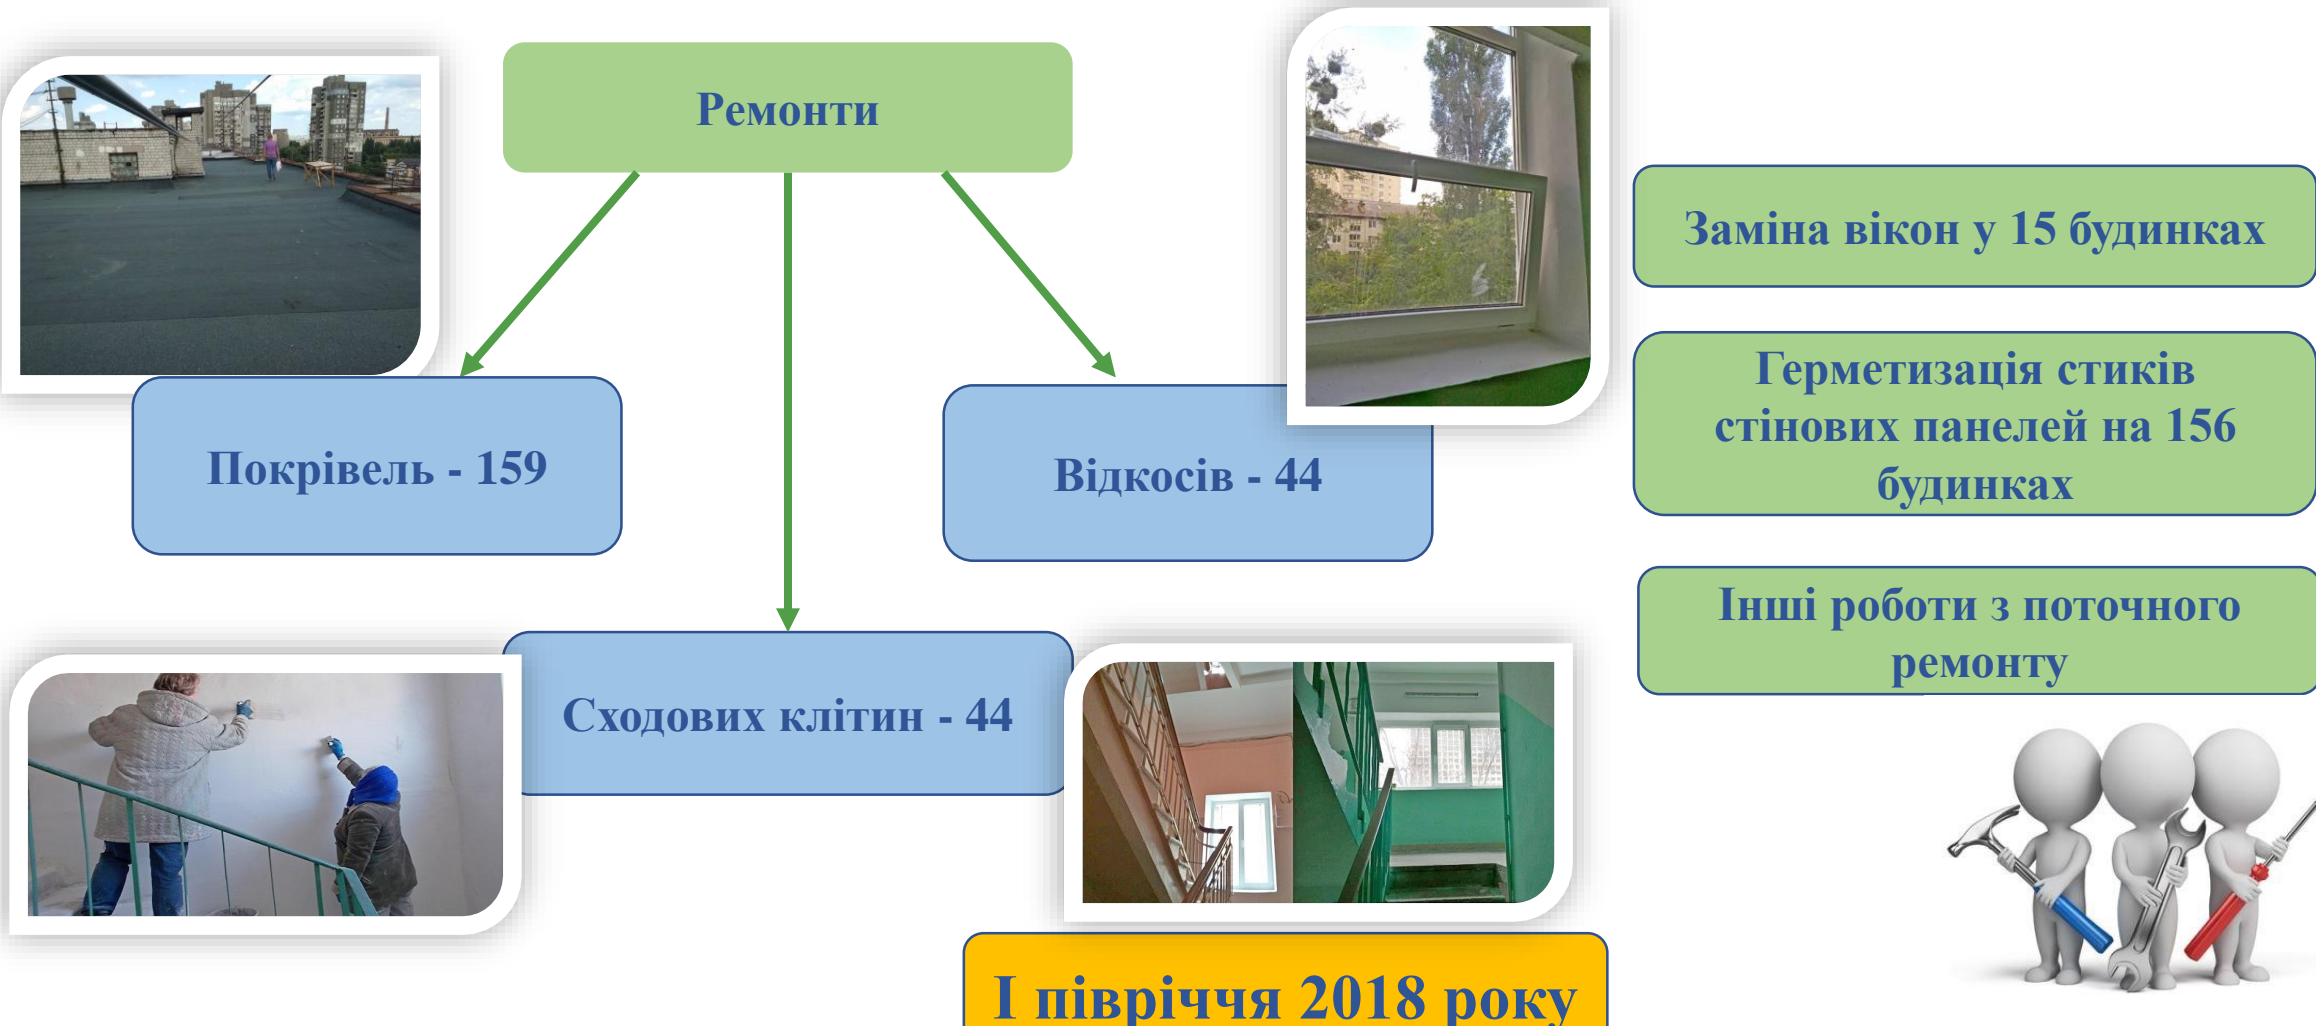 Ремонти
Покрівель - 159
Відкосів - 44
Сходових клітин - 44
Заміна вікон у 15 будинках
Герметизація стиків
стінових панелей на 156
будинках
Інші роботи з поточного
ремонту
І півріччя 2018 року